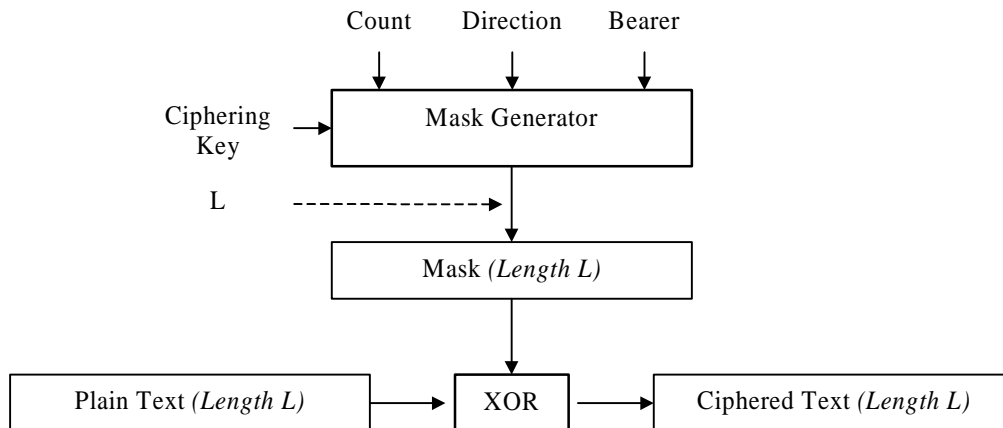 Count Direction Bearer
Ciphering
Key
Mask Generator
L
Mask (Length L)
Plain Text (Length L)
XOR
Ciphered Text (Length L)